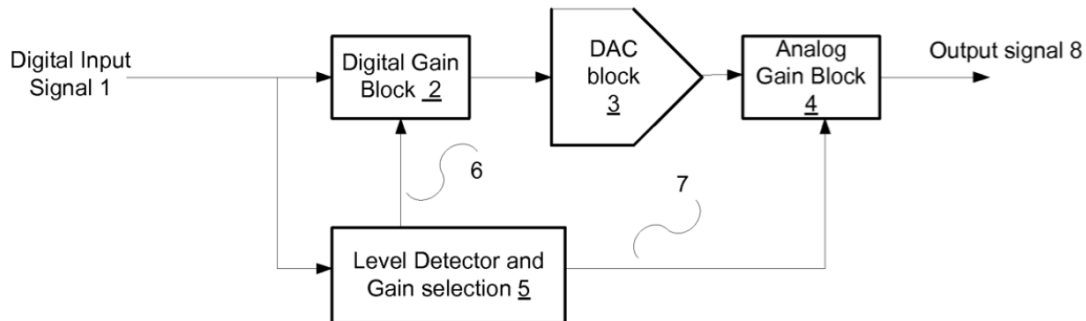 Digital Input
Signal 1
Digital Gain
Block 2
DAC
block
3
Analog
Gain Block
4
Output signal 8
6
7
Level Detector and
Gain selection 5